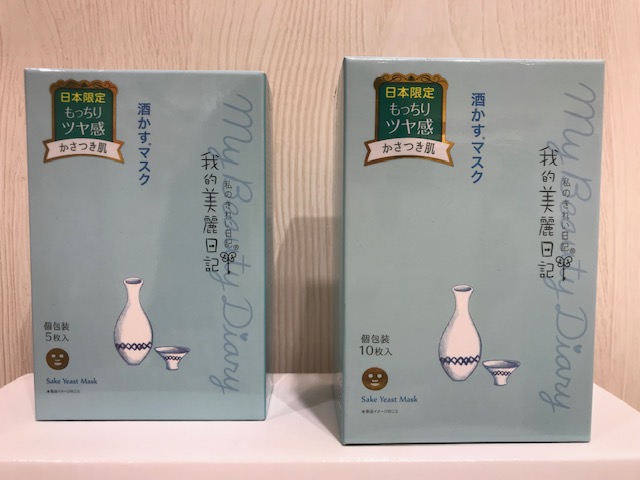 日本限定
もっちり
ツヤ感
かさつき肌
酒かすマスク
My Beauty Diary
私のきれい日記®
我的美麗日記
個包装
5枚入
Sake Yeast Mask
日本限定
もっちり
ツヤ感
かさつき肌
酒かすマスク
My Beauty Diary
私のきれい日記®
我的美麗日記
個包装
10枚入
Sake Yeast Mask